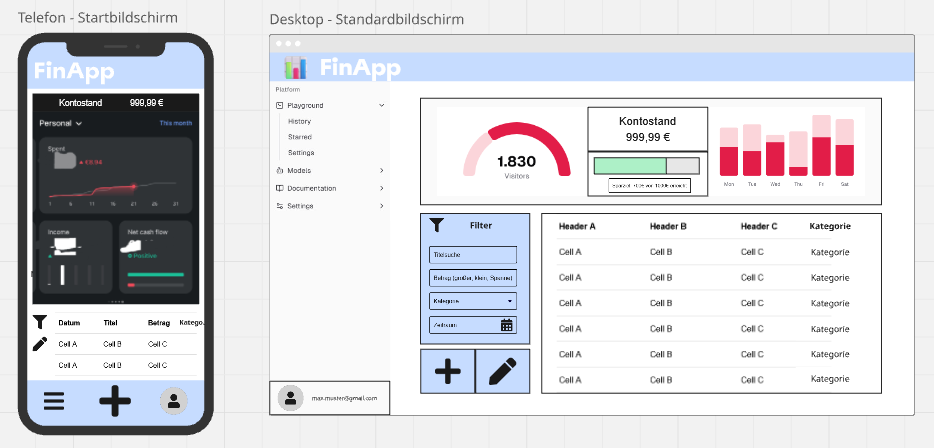 Telefon - Startbildschirm
FinApp
Kontostand 999,99 €
Personal This month
Spent
▲ €9.94
1 6 11 16 21 26 31
Income Net cash flow
Positive
Datum Titel Betrag Katego..
Cell A Cell B Cell C
Cell A Cell B Cell C
Desktop - Standardbildschirm
FinApp
Platform
Playground
History
Starred
Settings
Models
Documentation
Settings
max.muster@gmail.com
1.830
Visitors
Kontostand
999,99 €
Mon Tue Wed Thu Fri Sat
Filter
Titelsuche
Betrag (größer, klein, Spanne)
Kategorie
Zeitraum
Header A Header B Header C Kategorie
Cell A Cell B Cell C Kategorie
Cell A Cell B Cell C Kategorie
Cell A Cell B Cell C Kategorie
Cell A Cell B Cell C Kategorie
Cell A Cell B Cell C Kategorie
Cell A Cell B Cell C Kategorie